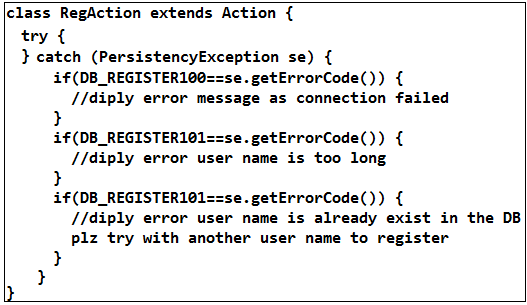 class RegAction extends Action {
try {
} catch (PersistencyException se) {
if(DB_REGISTER100==se.getErrorCode()) {
//diply error message as connection failed
}
if(DB_REGISTER101==se.getErrorCode()) {
//diply error user name is too long
}
if(DB_REGISTER101==se.getErrorCode()) {
//diply error user name is already exist in the DB
plz try with another user name to register
}
}
}